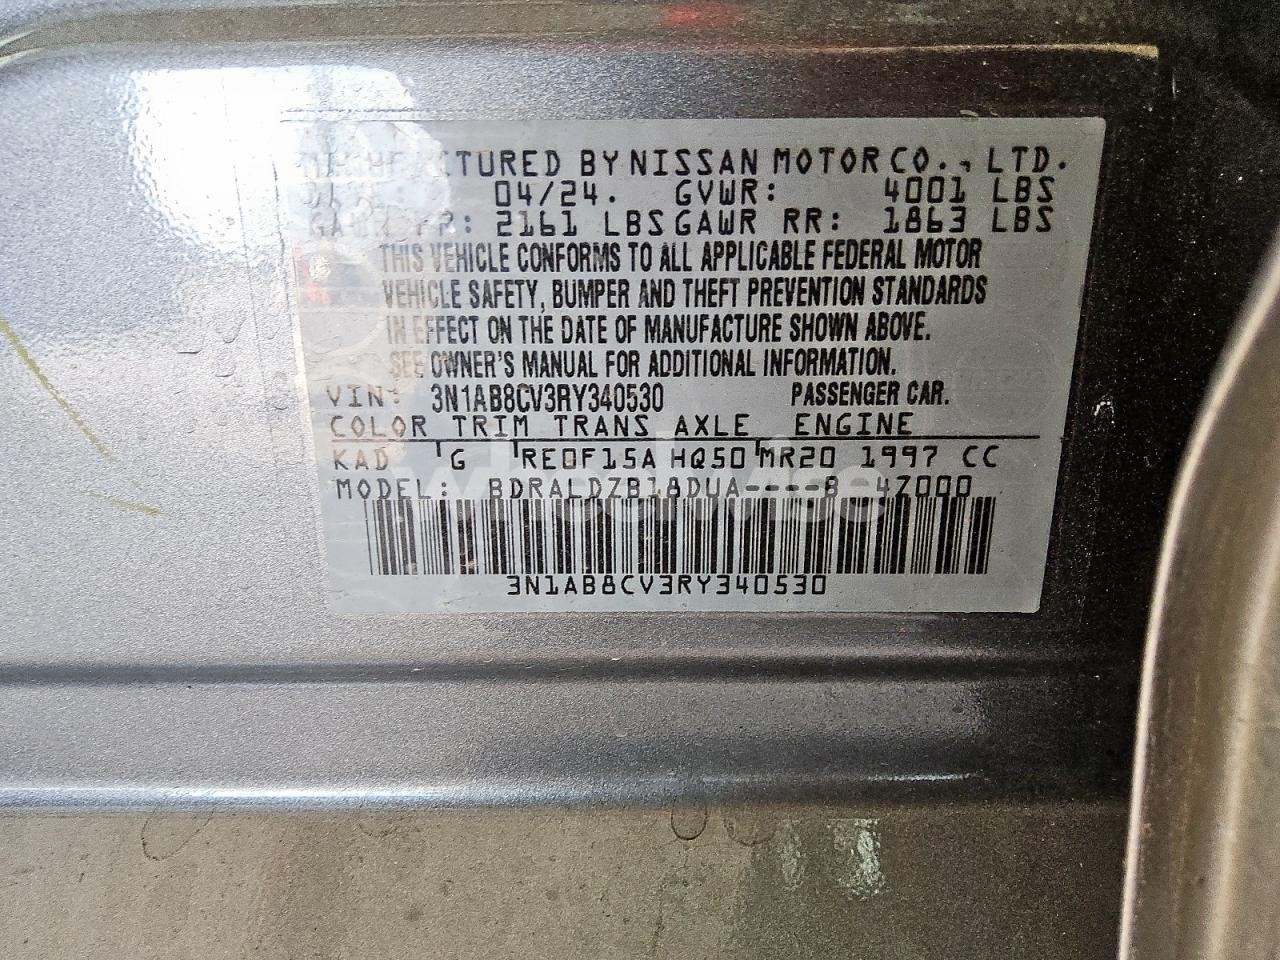 MANUFACTURED BY NISSAN MOTOR CO., LTD.
04/24. GVWR: 4001 LBS
GAWR FR: 2161 LBS GAWR RR: 1863 LBS
THIS VEHICLE CONFORMS TO ALL APPLICABLE FEDERAL MOTOR
VEHICLE SAFETY, BUMPER AND THEFT PREVENTION STANDARDS
IN EFFECT ON THE DATE OF MANUFACTURE SHOWN ABOVE.
SEE OWNER'S MANUAL FOR ADDITIONAL INFORMATION.
VIN: 3N1AB8CV3RY340530 PASSENGER CAR.
COLOR TRIM TRANS AXLE ENGINE
KAD G RE0F15A HQ50 MR20 1997 CC
MODEL: BDRALDZB18DUA-----B 4Z000
3N1AB8CV3RY340530